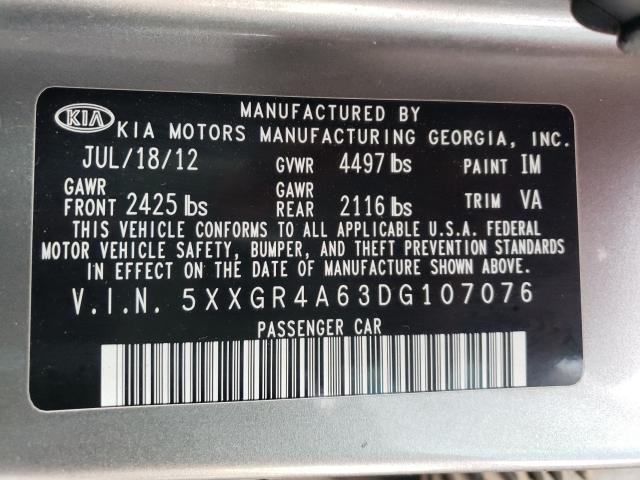 KIA
MANUFACTURED BY
KIA MOTORS MANUFACTURING GEORGIA, INC.
JUL/18/12 GVWR 4497 lbs PAINT IM
GAWR FRONT 2425 lbs GAWR REAR 2116 lbs TRIM VA
THIS VEHICLE CONFORMS TO ALL APPLICABLE U.S.A. FEDERAL
MOTOR VEHICLE SAFETY, BUMPER, AND THEFT PREVENTION STANDARDS
IN EFFECT ON THE DATE OF MANUFACTURE SHOWN ABOVE.
V.I.N. 5XXGR4A63DG107076
PASSENGER CAR